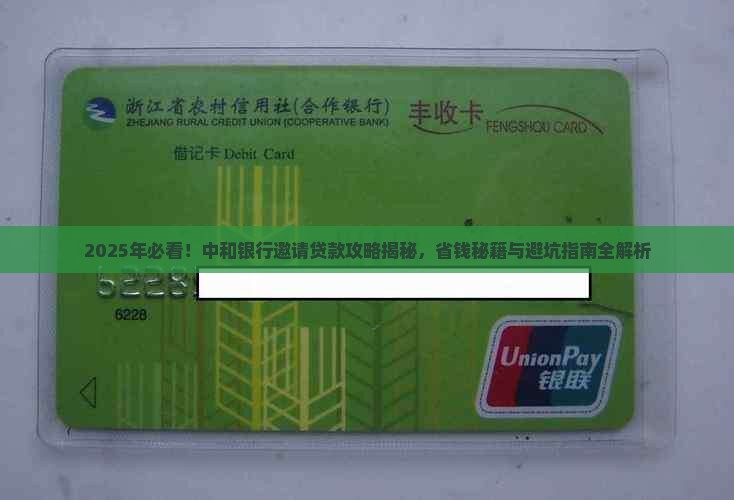 浙江省农村信用社(合作银行)
ZHEJIANG RURAL CREDIT UNION (COOPERATIVE BANK)
丰收卡
FENGSHOU CARD
借记卡 Debit Card
2025年必看！中和银行邀请贷款攻略揭秘，省钱秘籍与避坑指南全解析
6228
6228
UnionPay
银联